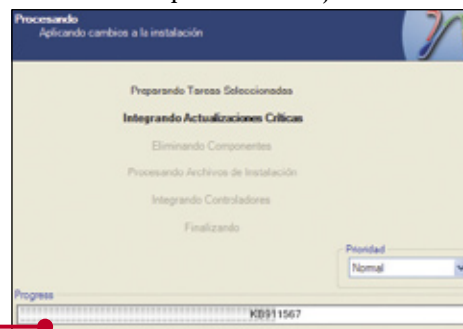 Procesando
Aplicando cambios a la instalación
Preparando Tareas Seleccionadas
Integrando Actualizaciones Críticas
Eliminando Componentes
Procesando Archivos de Instalación
Integrando Controladores
Finalizando
Prioridad
Normal
Progress
KB911567